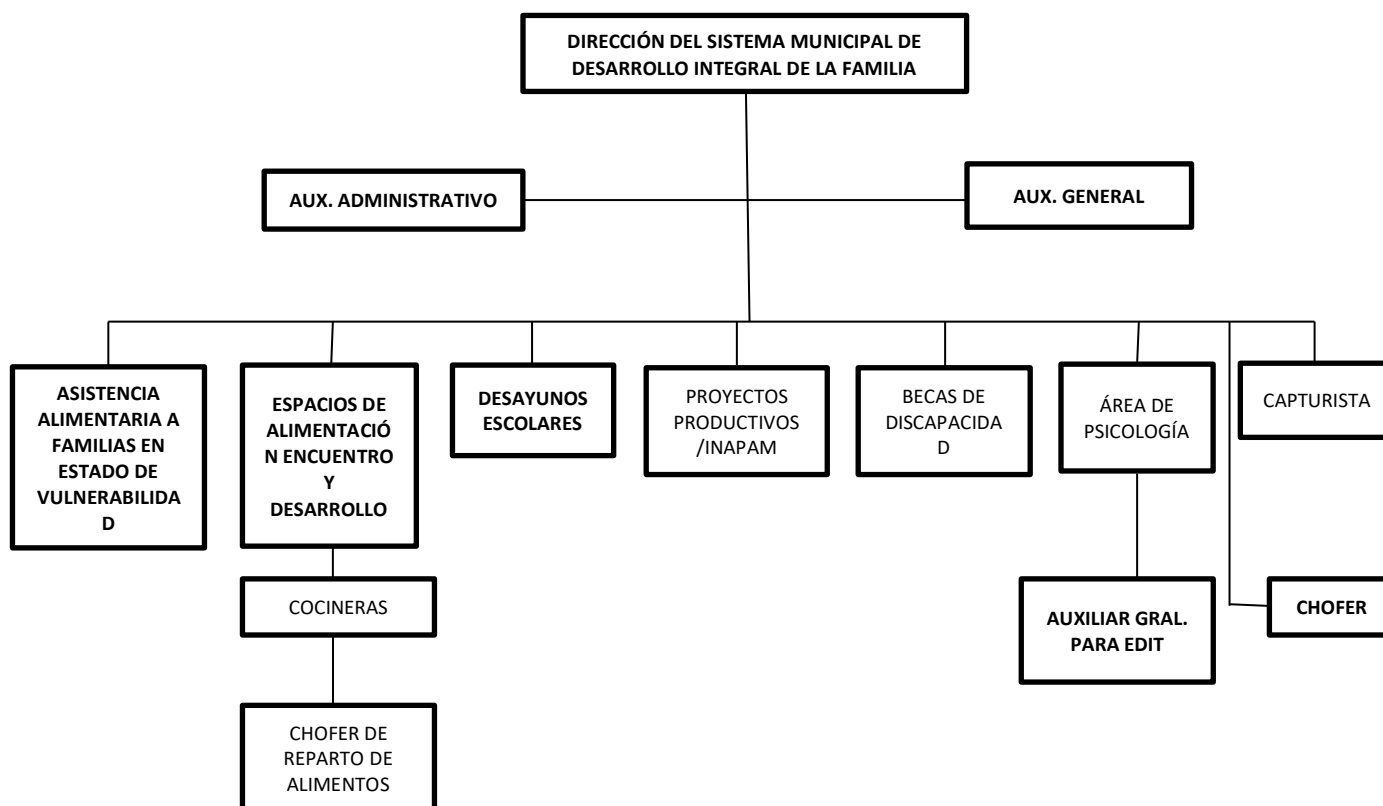 DIRECCIÓN DEL SISTEMA MUNICIPAL DE
DESARROLLO INTEGRAL DE LA FAMILIA
AUX. ADMINISTRATIVO
AUX. GENERAL
ASISTENCIA
ALIMENTARIA A
FAMILIAS EN
ESTADO DE
VULNERABILIDA
D
ESPACIOS DE
ALIMENTACIÓ
N ENCUENTRO
Y
DESARROLLO
DESAYUNOS
ESCOLARES
PROYECTOS
PRODUCTIVOS
/INAPAM
BECAS DE
DISCAPACIDA
D
ÁREA DE
PSICOLOGÍA
CAPTURISTA
COCINERAS
AUXILIAR GRAL.
PARA EDIT
CHOFER
CHOFER DE
REPARTO DE
ALIMENTOS